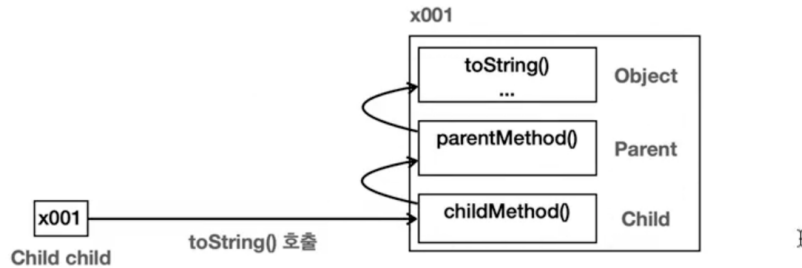 x001
toString()
...
Object
parentMethod()
Parent
childMethod()
Child
x001
toString() 호출
Child child